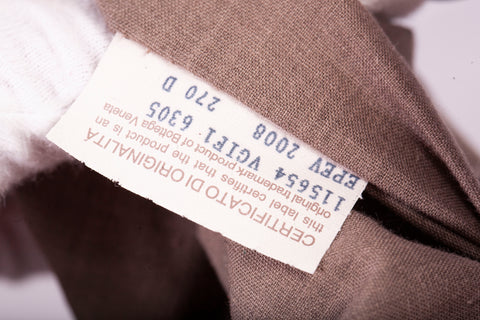 CERTIFICATO DI ORIGINALITA
this label certifies that the product is an
original trademark product of Bottega Veneta
115654 VGIF1 6305
EPEV 2008 270 D